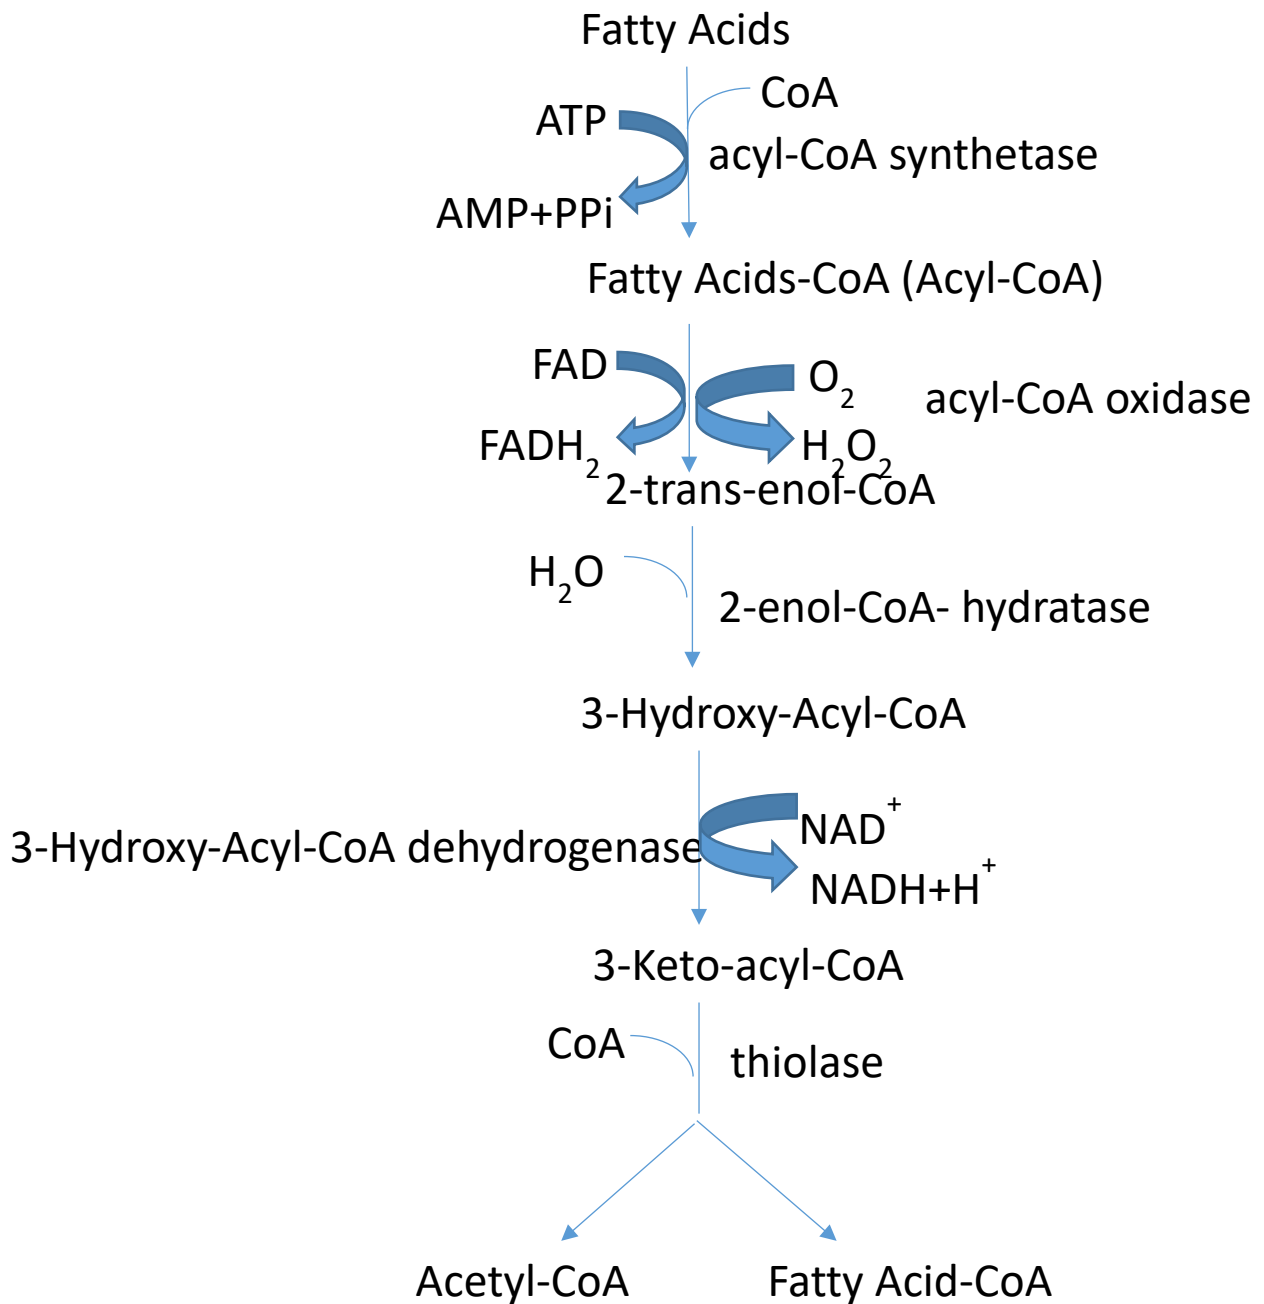 Fatty Acids
CoA
ATP
acyl-CoA synthetase
AMP+PPi
Fatty Acids-CoA (Acyl-CoA)
FAD
O₂
acyl-CoA oxidase
FADH₂
H₂O₂
2-trans-enol-CoA
H₂O
2-enol-CoA- hydratase
3-Hydroxy-Acyl-CoA
NAD⁺
3-Hydroxy-Acyl-CoA dehydrogenase
NADH+H⁺
3-Keto-acyl-CoA
CoA
thiolase
Acetyl-CoA
Fatty Acid-CoA